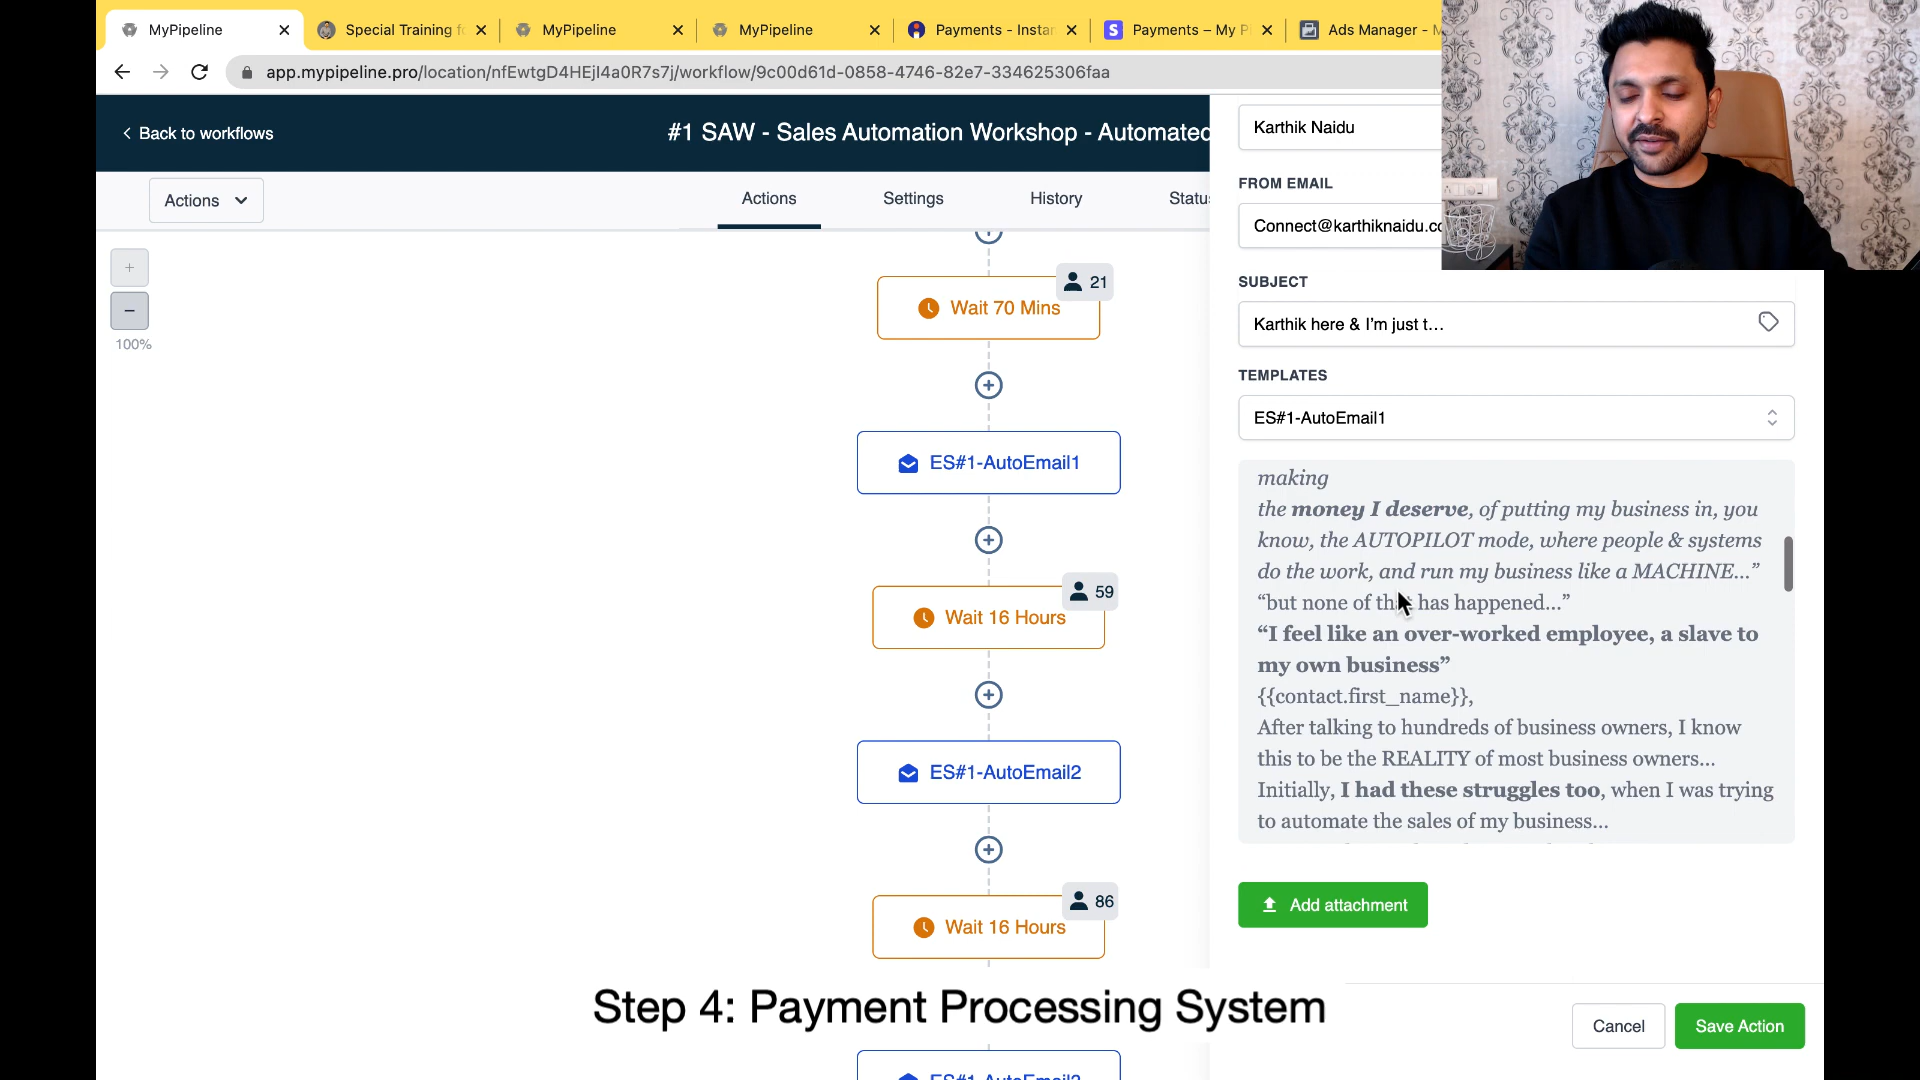 MyPipeline
Special Training fo
MyPipeline
MyPipeline
Payments - Instan
Payments – My P
Ads Manager - M
app.mypipeline.pro/location/nfEwtgD4HEjI4a0R7s7j/workflow/9c00d61d-0858-4746-82e7-334625306faa
Back to workflows
#1 SAW - Sales Automation Workshop - Automated
Actions
Actions
Settings
History
Status
100%
21
Wait 70 Mins
ES#1-AutoEmail1
59
Wait 16 Hours
ES#1-AutoEmail2
86
Wait 16 Hours
Karthik Naidu
FROM EMAIL
Connect@karthiknaidu.co
SUBJECT
Karthik here & I’m just t...
TEMPLATES
ES#1-AutoEmail1
making
the money I deserve, of putting my business in, you
know, the AUTOPILOT mode, where people & systems
do the work, and run my business like a MACHINE...”
“but none of this has happened...”
“I feel like an over-worked employee, a slave to
my own business”
{{contact.first_name}},
After talking to hundreds of business owners, I know
this to be the REALITY of most business owners...
Initially, I had these struggles too, when I was trying
to automate the sales of my business...
Add attachment
Step 4: Payment Processing System
Cancel
Save Action